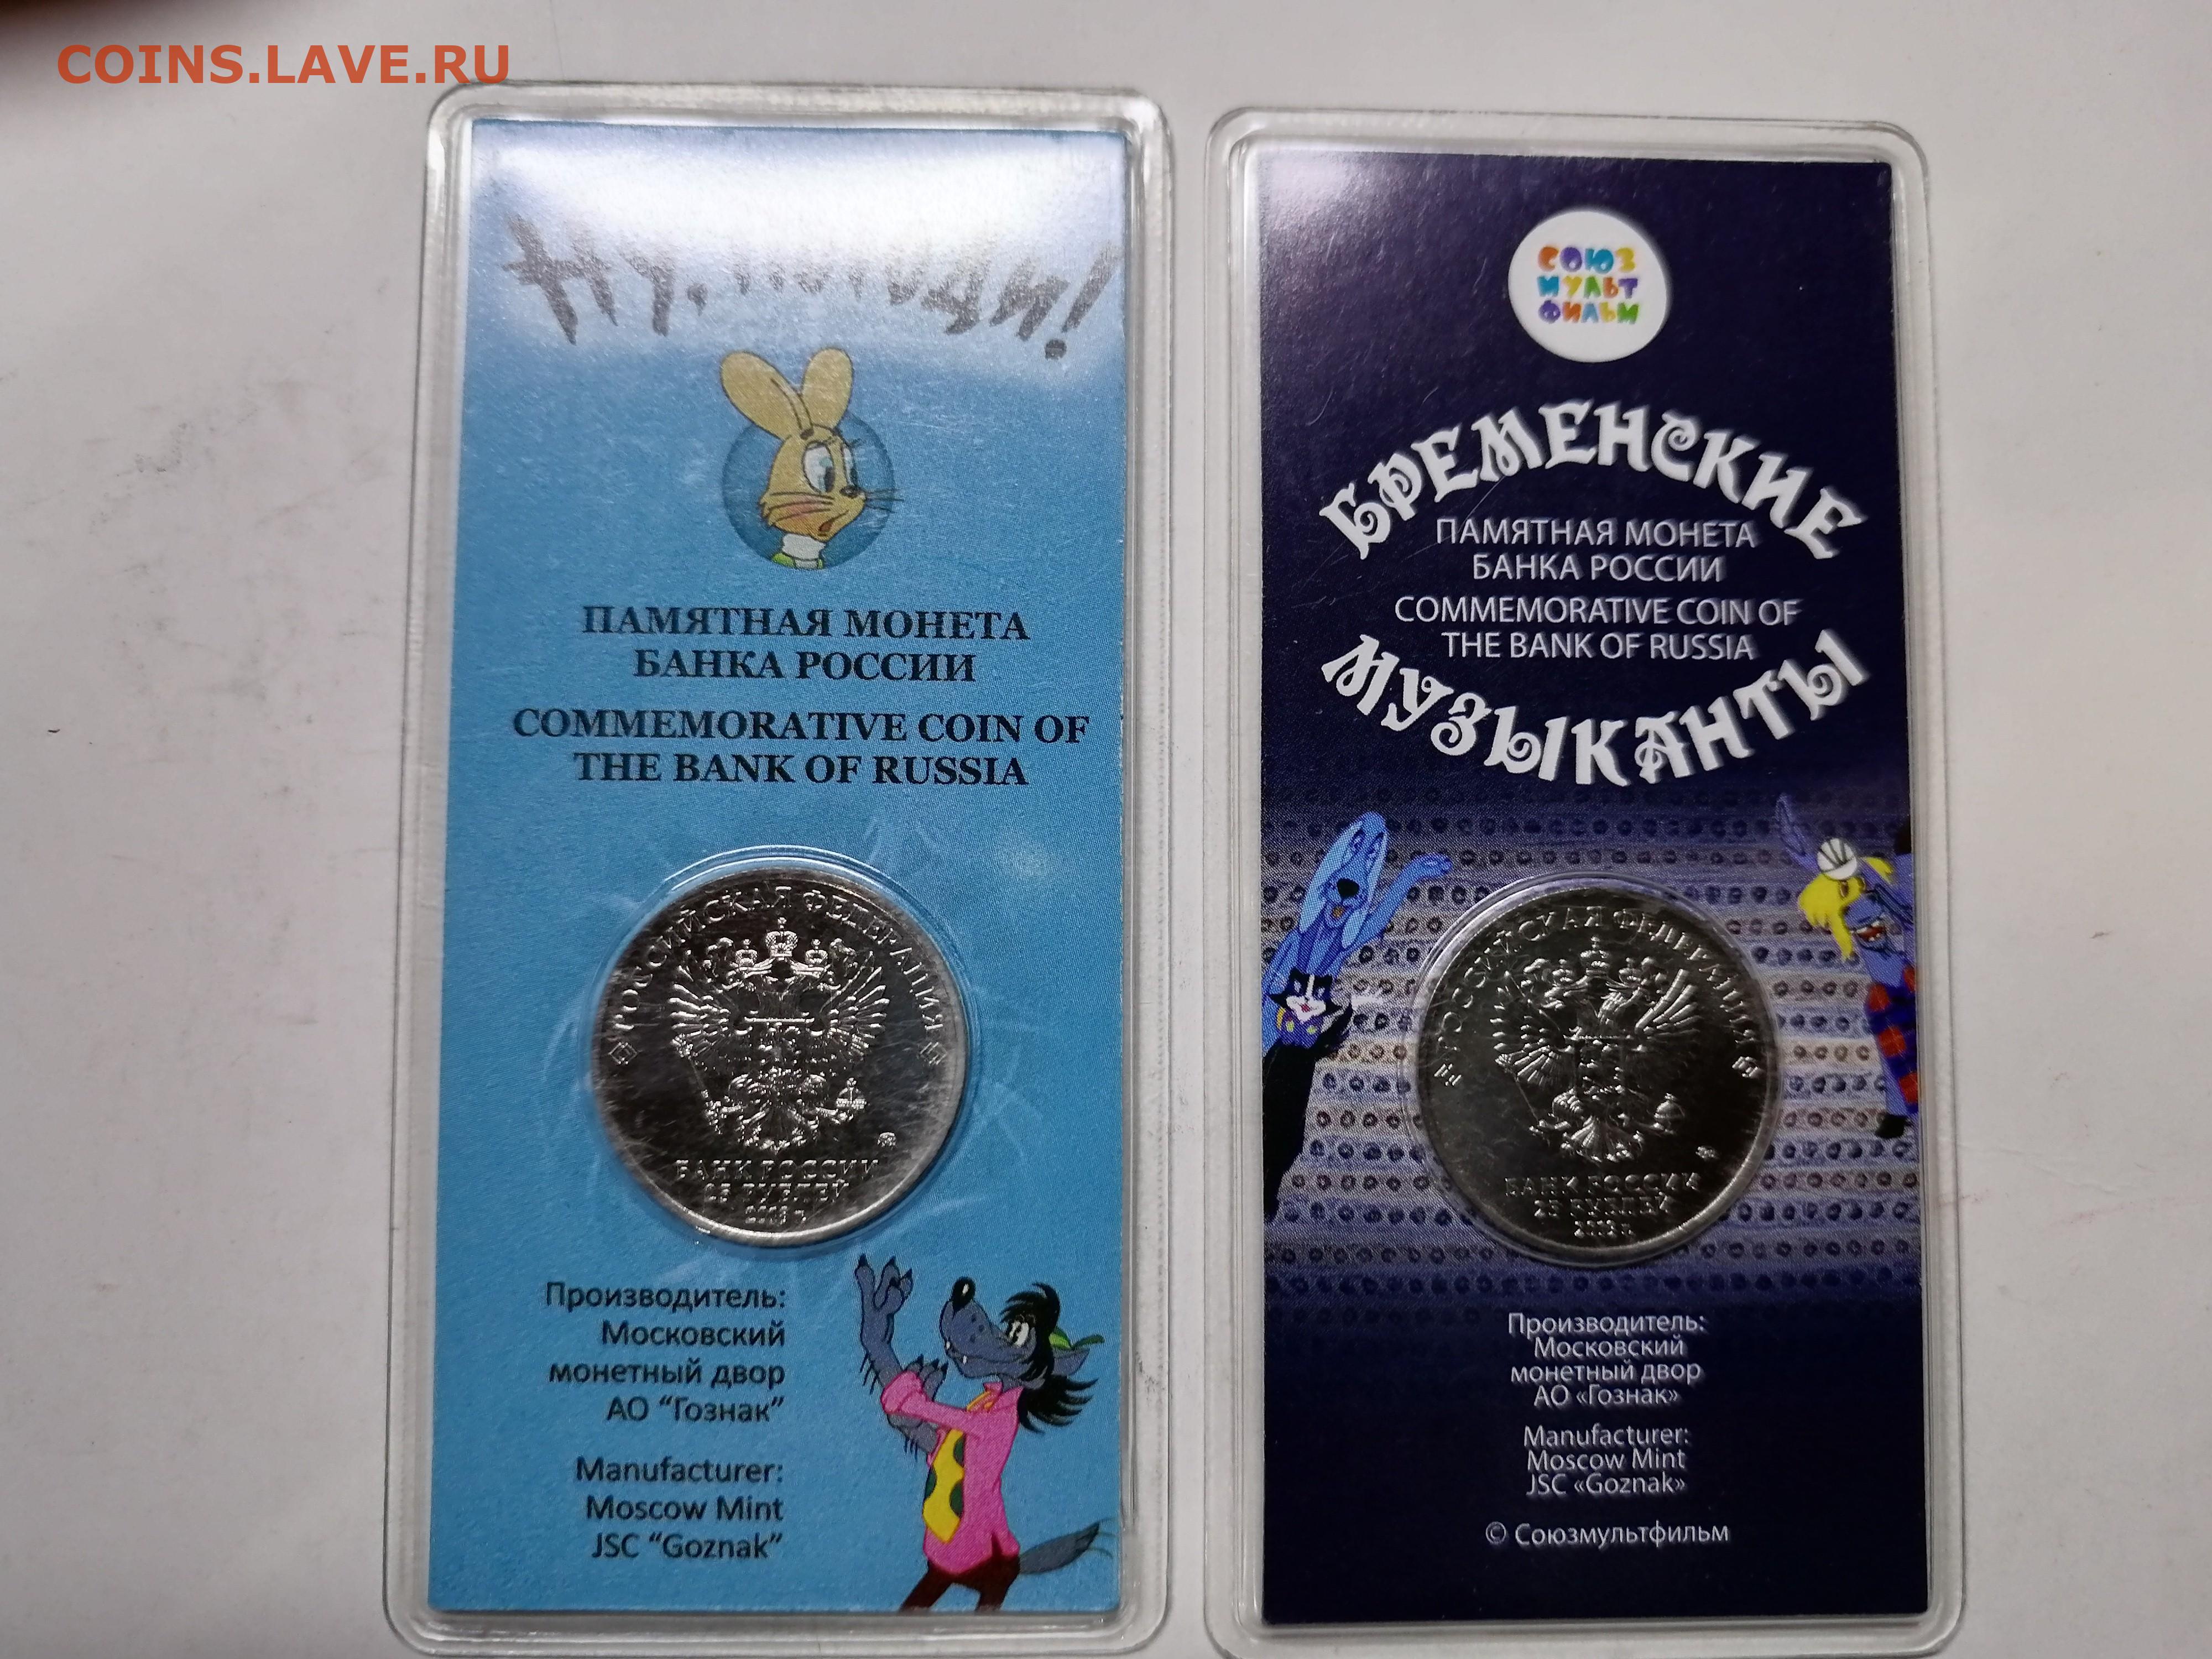 COINS.LAVE.RU
Ну, погоди!
ПАМЯТНАЯ МОНЕТА
БАНКА РОССИИ
COMMEMORATIVE COIN OF
THE BANK OF RUSSIA
РОССИЙСКАЯ ФЕДЕРАЦИЯ
БАНК РОССИИ
25 РУБЛЕЙ
2018 г.
Производитель:
Московский
монетный двор
АО “Гознак”
Manufacturer:
Moscow Mint
JSC “Goznak”
СОЮЗ
МУЛЬТ
ФИЛЬМ
БРЕМЕНСКИЕ
ПАМЯТНАЯ МОНЕТА
БАНКА РОССИИ
COMMEMORATIVE COIN OF
THE BANK OF RUSSIA
МУЗЫКАНТЫ
РОССИЙСКАЯ ФЕДЕРАЦИЯ
БАНК РОССИИ
25 РУБЛЕЙ
2019 г.
Производитель:
Московский
монетный двор
АО «Гознак»
Manufacturer:
Moscow Mint
JSC «Goznak»
© Союзмультфильм